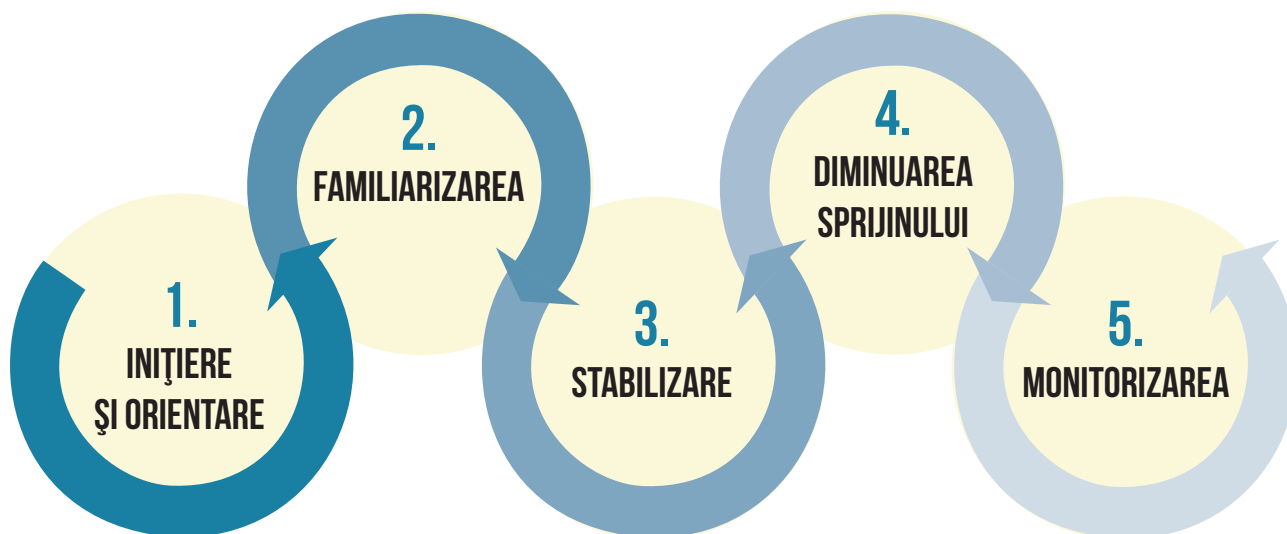 1.
INIŢIERE
ŞI ORIENTARE
2.
FAMILIARIZAREA
3.
STABILIZARE
4.
DIMINUAREA
SPRIJINULUI
5.
MONITORIZAREA